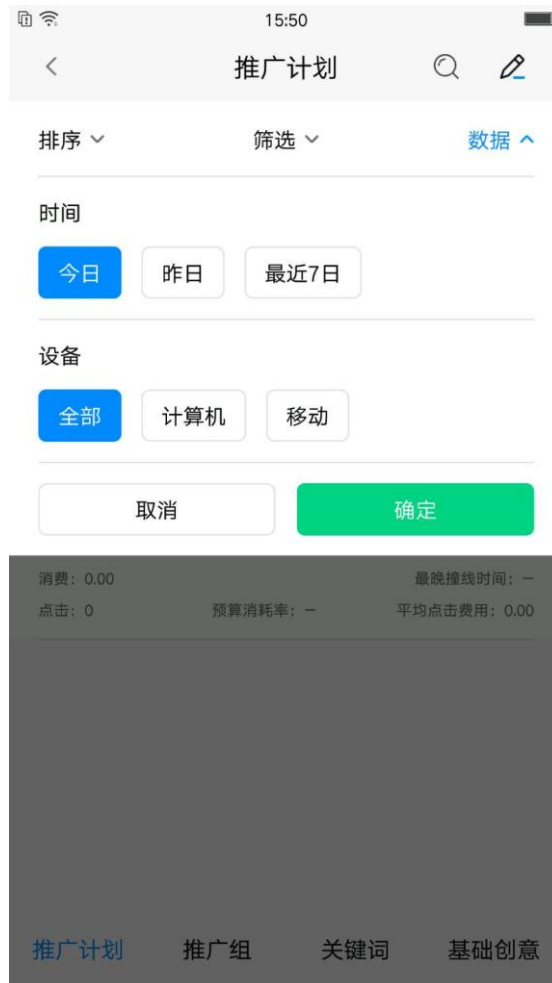 15:50
推广计划
排序 筛选 数据
时间
今日 昨日 最近7日
设备
全部 计算机 移动
取消 确定
消费：0.00 最晚撞线时间：—
点击：0 预算消耗率：— 平均点击费用：0.00
推广计划 推广组 关键词 基础创意